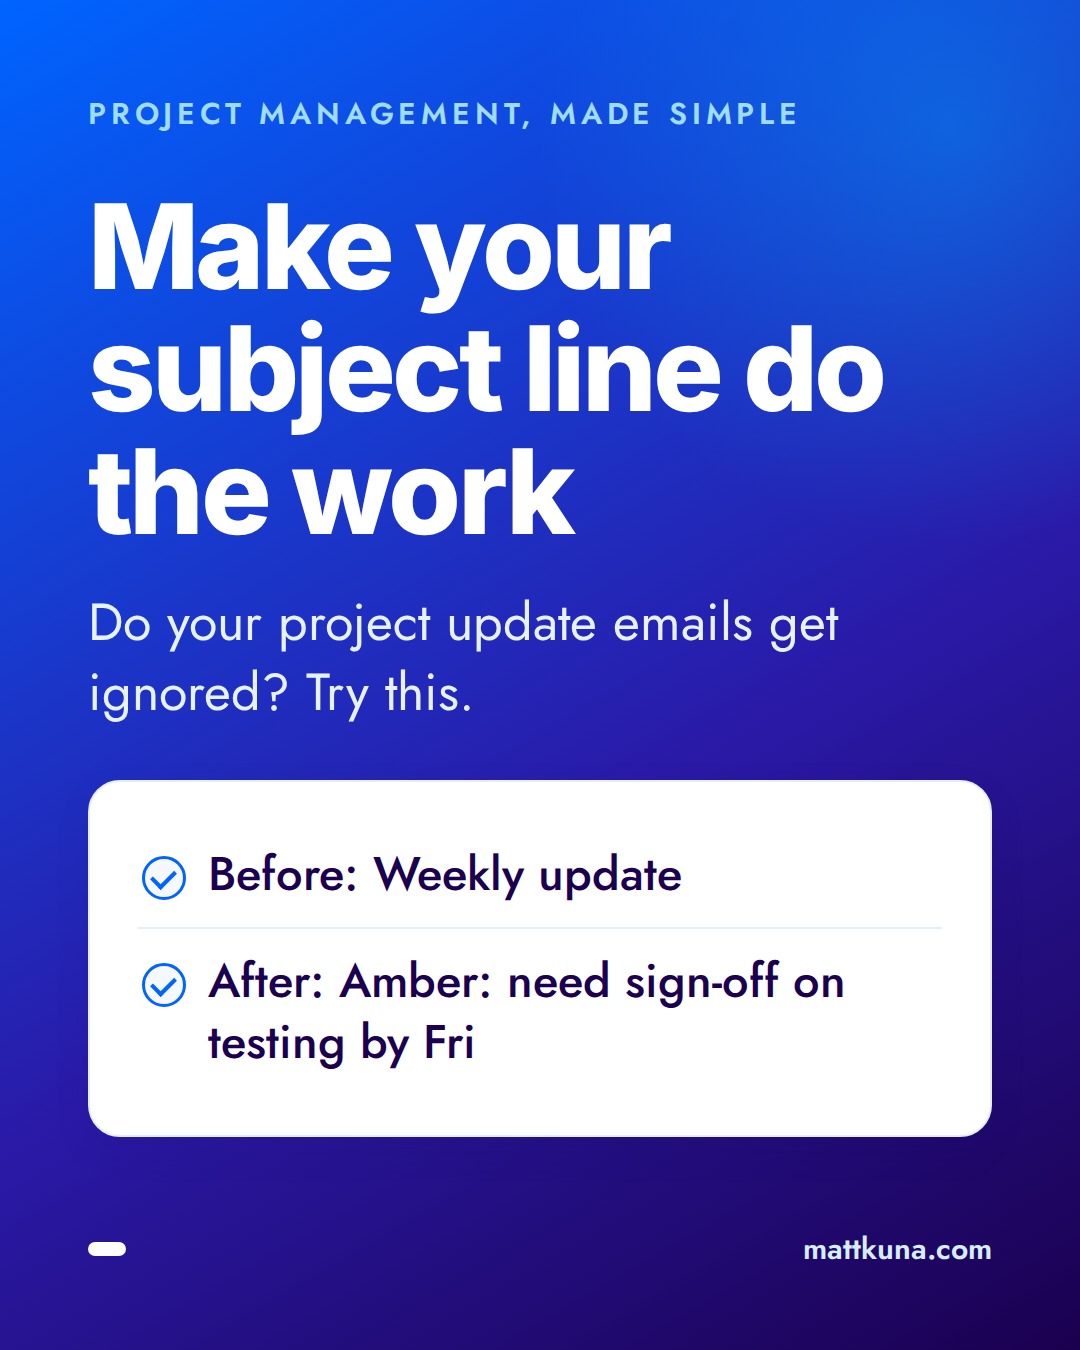 PROJECT MANAGEMENT, MADE SIMPLE
Make your
subject line do
the work
Do your project update emails get
ignored? Try this.
Before: Weekly update
After: Amber: need sign-off on
testing by Fri
mattkuna.com